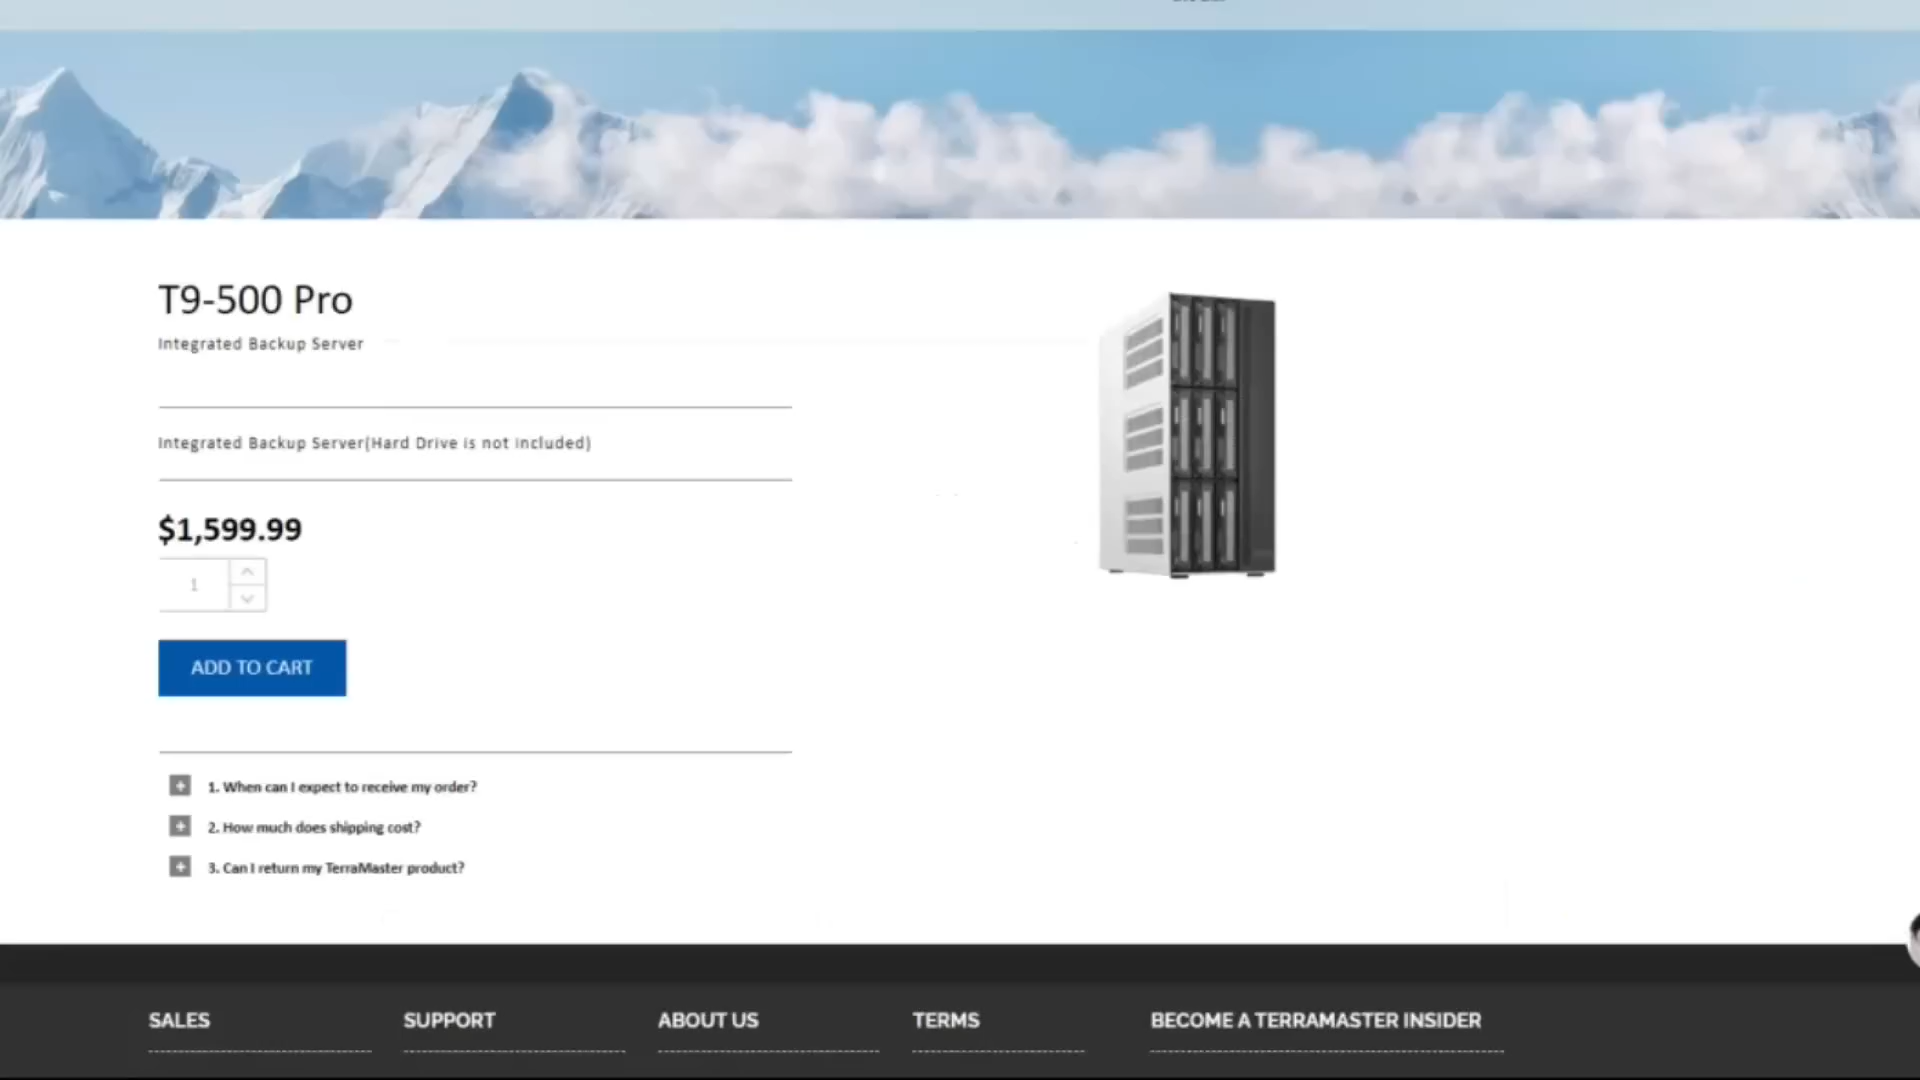 T9-500 Pro
Integrated Backup Server
Integrated Backup Server(Hard Drive is not included)
$1,599.99
1
ADD TO CART
1. When can I expect to receive my order?
2. How much does shipping cost?
3. Can I return my TerraMaster product?
SALES SUPPORT ABOUT US TERMS BECOME A TERRAMASTER INSIDER